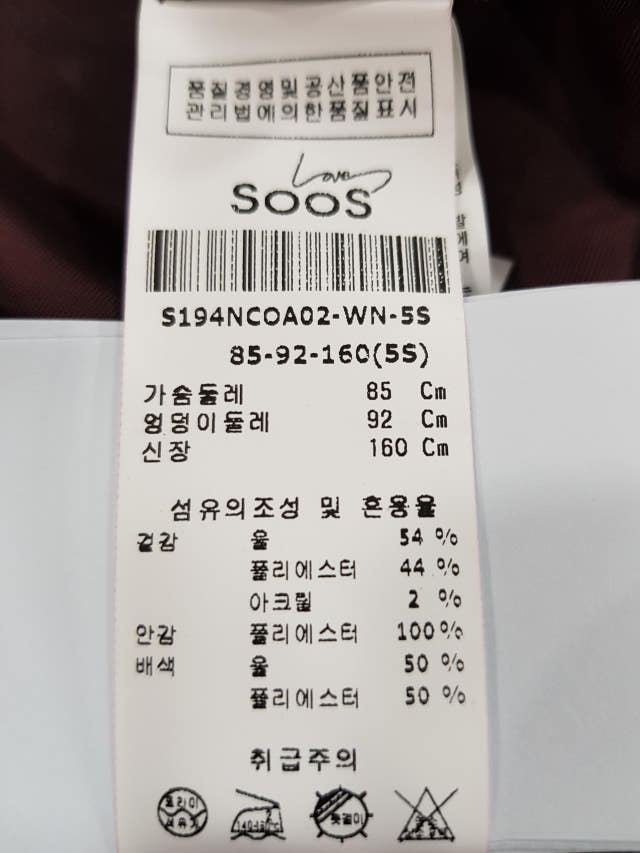 품질경영및공산품안전
관리법에의한품질표시
Love
SOOS
S194NCOA02-WN-5S
85-92-160(5S)
가슴둘레 85 Cm
엉덩이둘레 92 Cm
신장 160 Cm
섬유의조성 및 혼용율
겉감 울 54 %
폴리에스터 44 %
아크릴 2 %
안감 폴리에스터 100%
배색 울 50 %
폴리에스터 50 %
취급주의